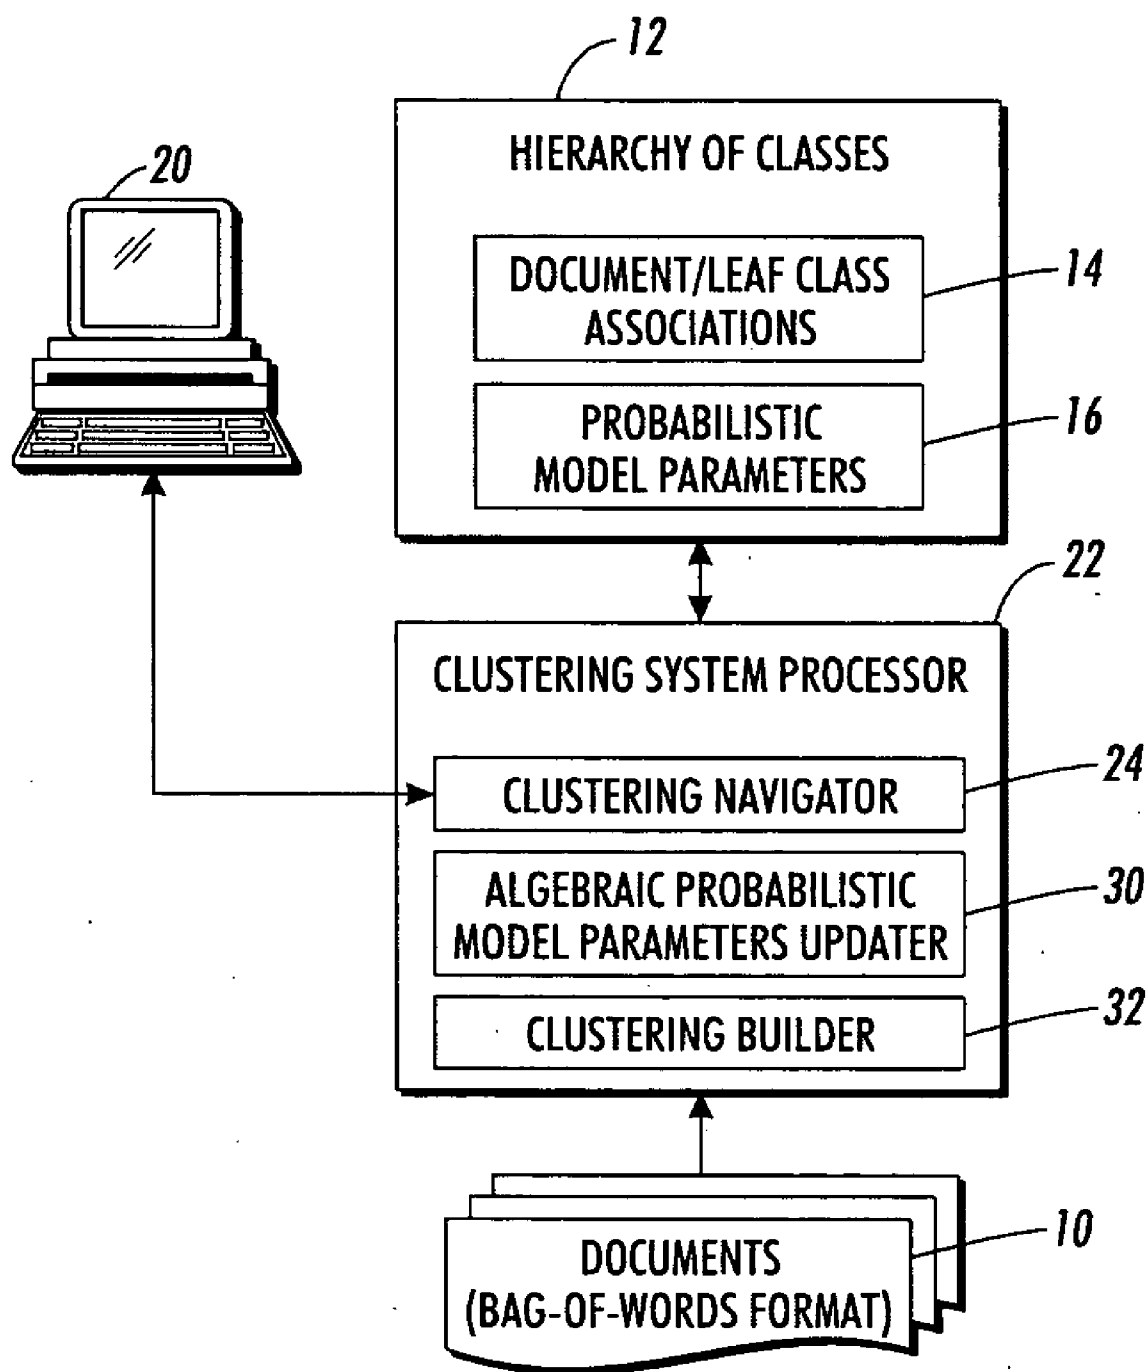 12
HIERARCHY OF CLASSES
20
DOCUMENT/LEAF CLASS
ASSOCIATIONS
14
PROBABILISTIC
MODEL PARAMETERS
16
22
CLUSTERING SYSTEM PROCESSOR
CLUSTERING NAVIGATOR
24
ALGEBRAIC PROBABILISTIC
MODEL PARAMETERS UPDATER
30
CLUSTERING BUILDER
32
DOCUMENTS
(BAG-OF-WORDS FORMAT)
10